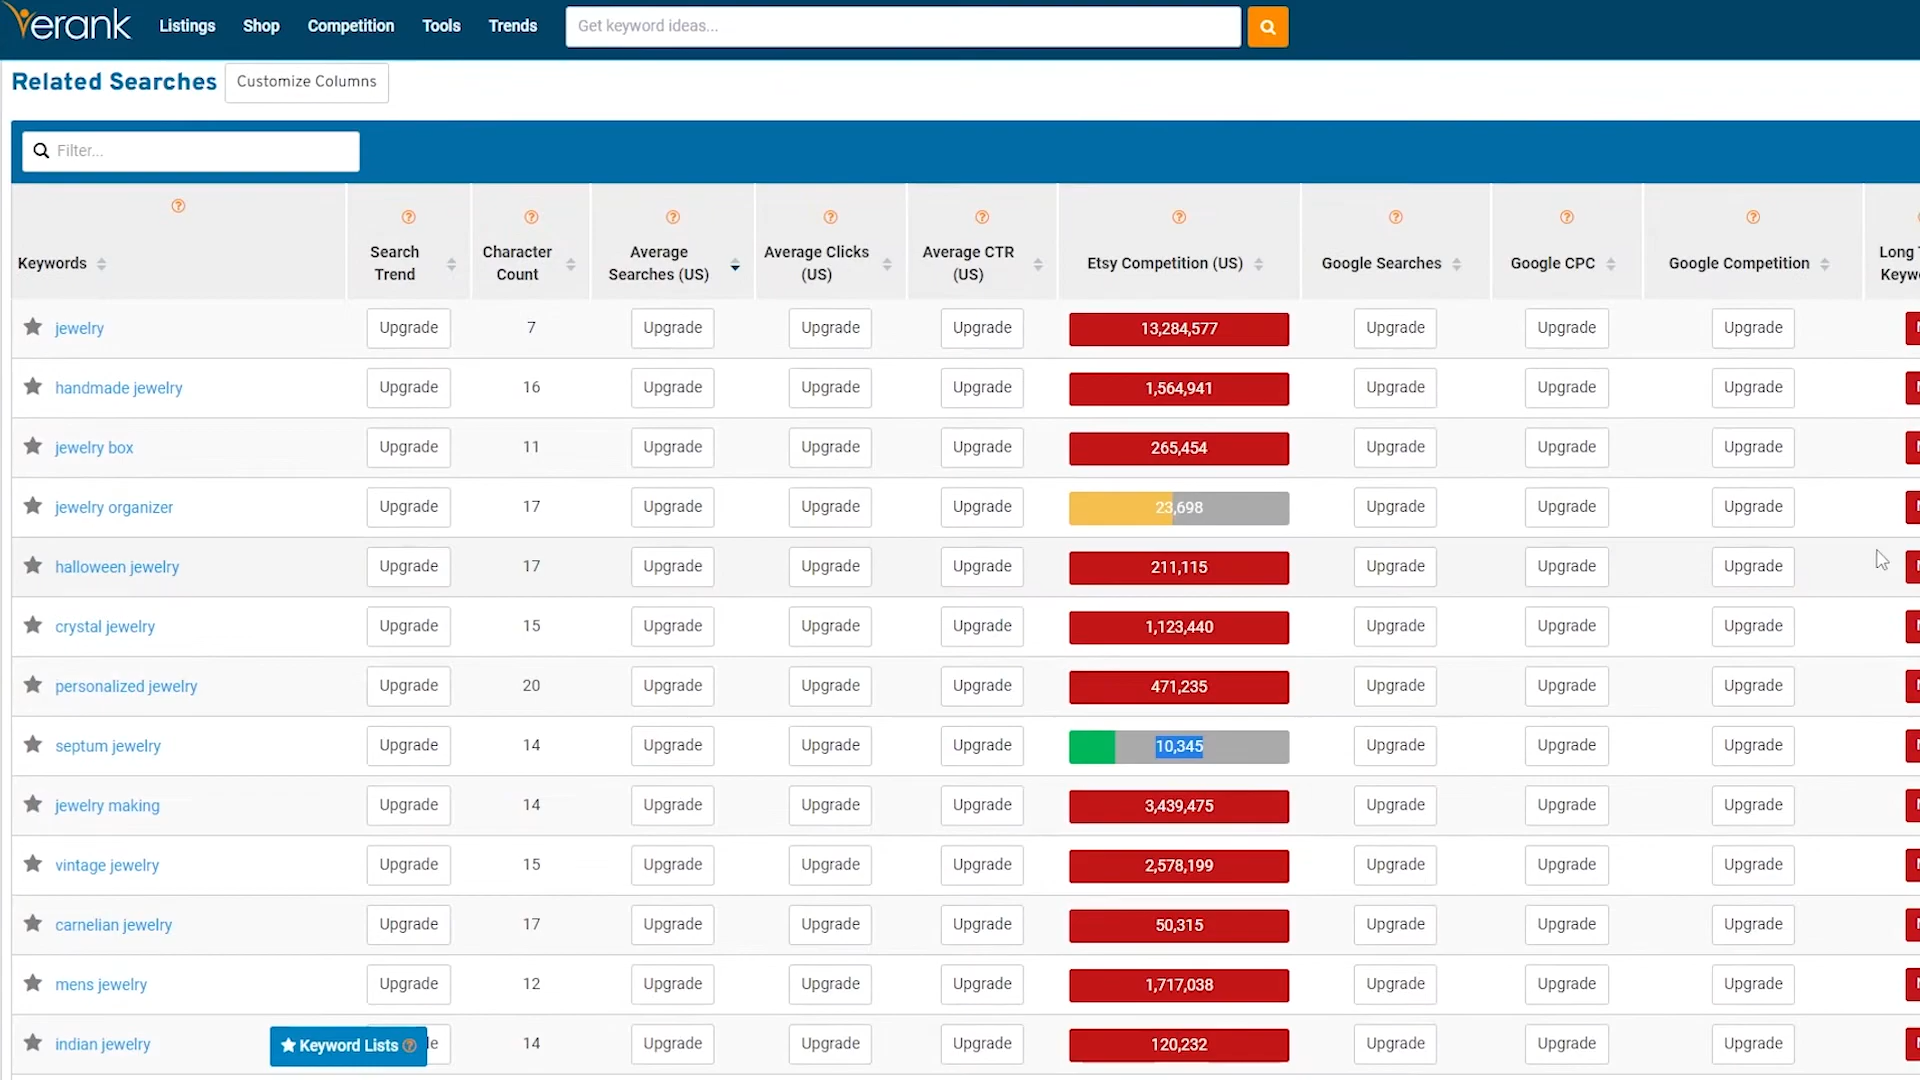 erank Listings Shop Competition Tools Trends Get keyword ideas...
Related Searches Customize Columns
Filter...
Keywords Search Trend Character Count Average Searches (US) Average Clicks (US) Average CTR (US) Etsy Competition (US) Google Searches Google CPC Google Competition Long
jewelry Upgrade 7 Upgrade Upgrade Upgrade 13,284,577 Upgrade Upgrade Upgrade
handmade jewelry Upgrade 16 Upgrade Upgrade Upgrade 1,564,941 Upgrade Upgrade Upgrade
jewelry box Upgrade 11 Upgrade Upgrade Upgrade 265,454 Upgrade Upgrade Upgrade
jewelry organizer Upgrade 17 Upgrade Upgrade Upgrade 23,698 Upgrade Upgrade Upgrade
halloween jewelry Upgrade 17 Upgrade Upgrade Upgrade 211,115 Upgrade Upgrade Upgrade
crystal jewelry Upgrade 15 Upgrade Upgrade Upgrade 1,123,440 Upgrade Upgrade Upgrade
personalized jewelry Upgrade 20 Upgrade Upgrade Upgrade 471,235 Upgrade Upgrade Upgrade
septum jewelry Upgrade 14 Upgrade Upgrade Upgrade 10,345 Upgrade Upgrade Upgrade
jewelry making Upgrade 14 Upgrade Upgrade Upgrade 3,439,475 Upgrade Upgrade Upgrade
vintage jewelry Upgrade 15 Upgrade Upgrade Upgrade 2,578,199 Upgrade Upgrade Upgrade
carnelian jewelry Upgrade 17 Upgrade Upgrade Upgrade 50,315 Upgrade Upgrade Upgrade
mens jewelry Upgrade 12 Upgrade Upgrade Upgrade 1,717,038 Upgrade Upgrade Upgrade
indian jewelry Keyword Lists 14 Upgrade Upgrade Upgrade 120,232 Upgrade Upgrade Upgrade